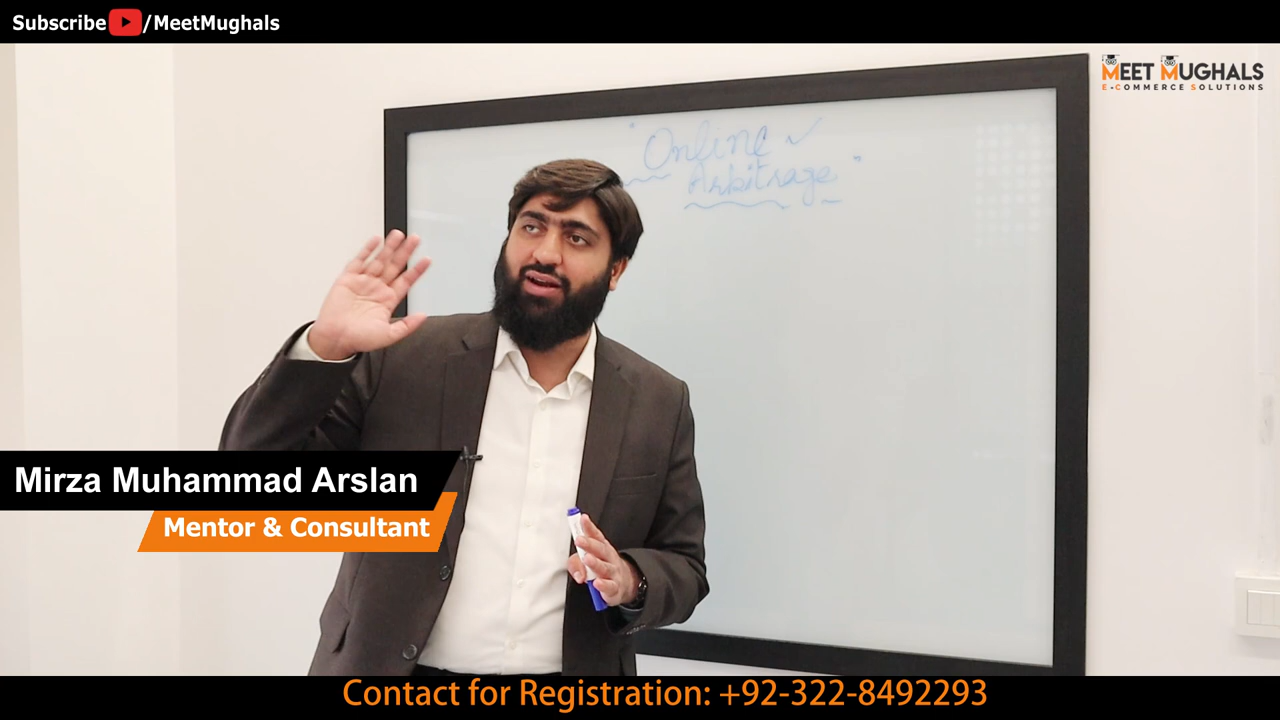 Subscribe /MeetMughals
MEET MUGHALS
E-COMMERCE SOLUTIONS
"Online
Arbitrage"
Mirza Muhammad Arslan
Mentor & Consultant
Contact for Registration: +92-322-8492293